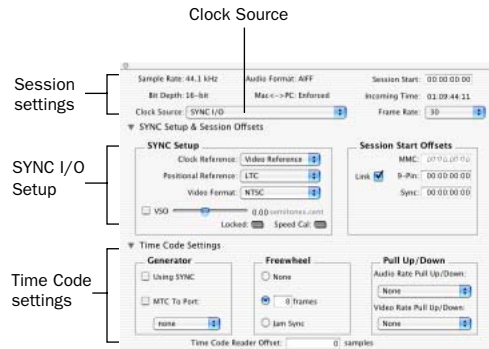 Clock Source
Session settings
Sample Rate: 44.1 kHz Audio Format: AIFF Session Start: 00:00:00:00
Bit Depth: 16-bit Mac<-->PC: Enforced Incoming Time: 01:09:44:11
Clock Source: SYNC I/O Frame Rate: 30
SYNC Setup & Session Offsets
SYNC I/O Setup
SYNC Setup Session Start Offsets
Clock Reference: Video Reference MMC:
Positional Reference: LTC Link 9-Pin: 00:00:00:00
Video Format: NTSC Sync: 00:00:00:00
VSO 0.00 semitones.cent
Locked: Speed Cal:
Time Code settings
Time Code Settings
Generator Freewheel Pull Up/Down
Using SYNC None Audio Rate Pull Up/Down:
None
MTC To Port: 8 frames Video Rate Pull Up/Down:
none Jam Sync None
Time Code Reader Offset: 0 samples